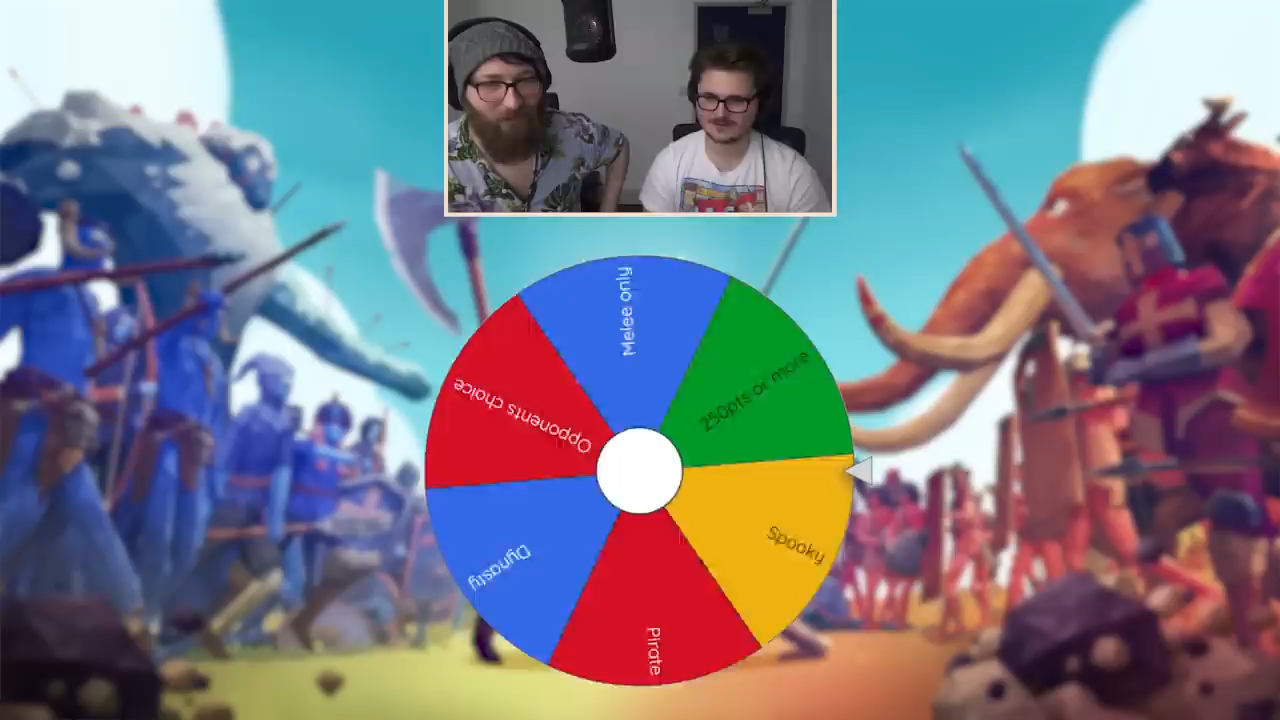 Melee only
250pts or more
Spooky
Pirate
Dynasty
Opponents choice